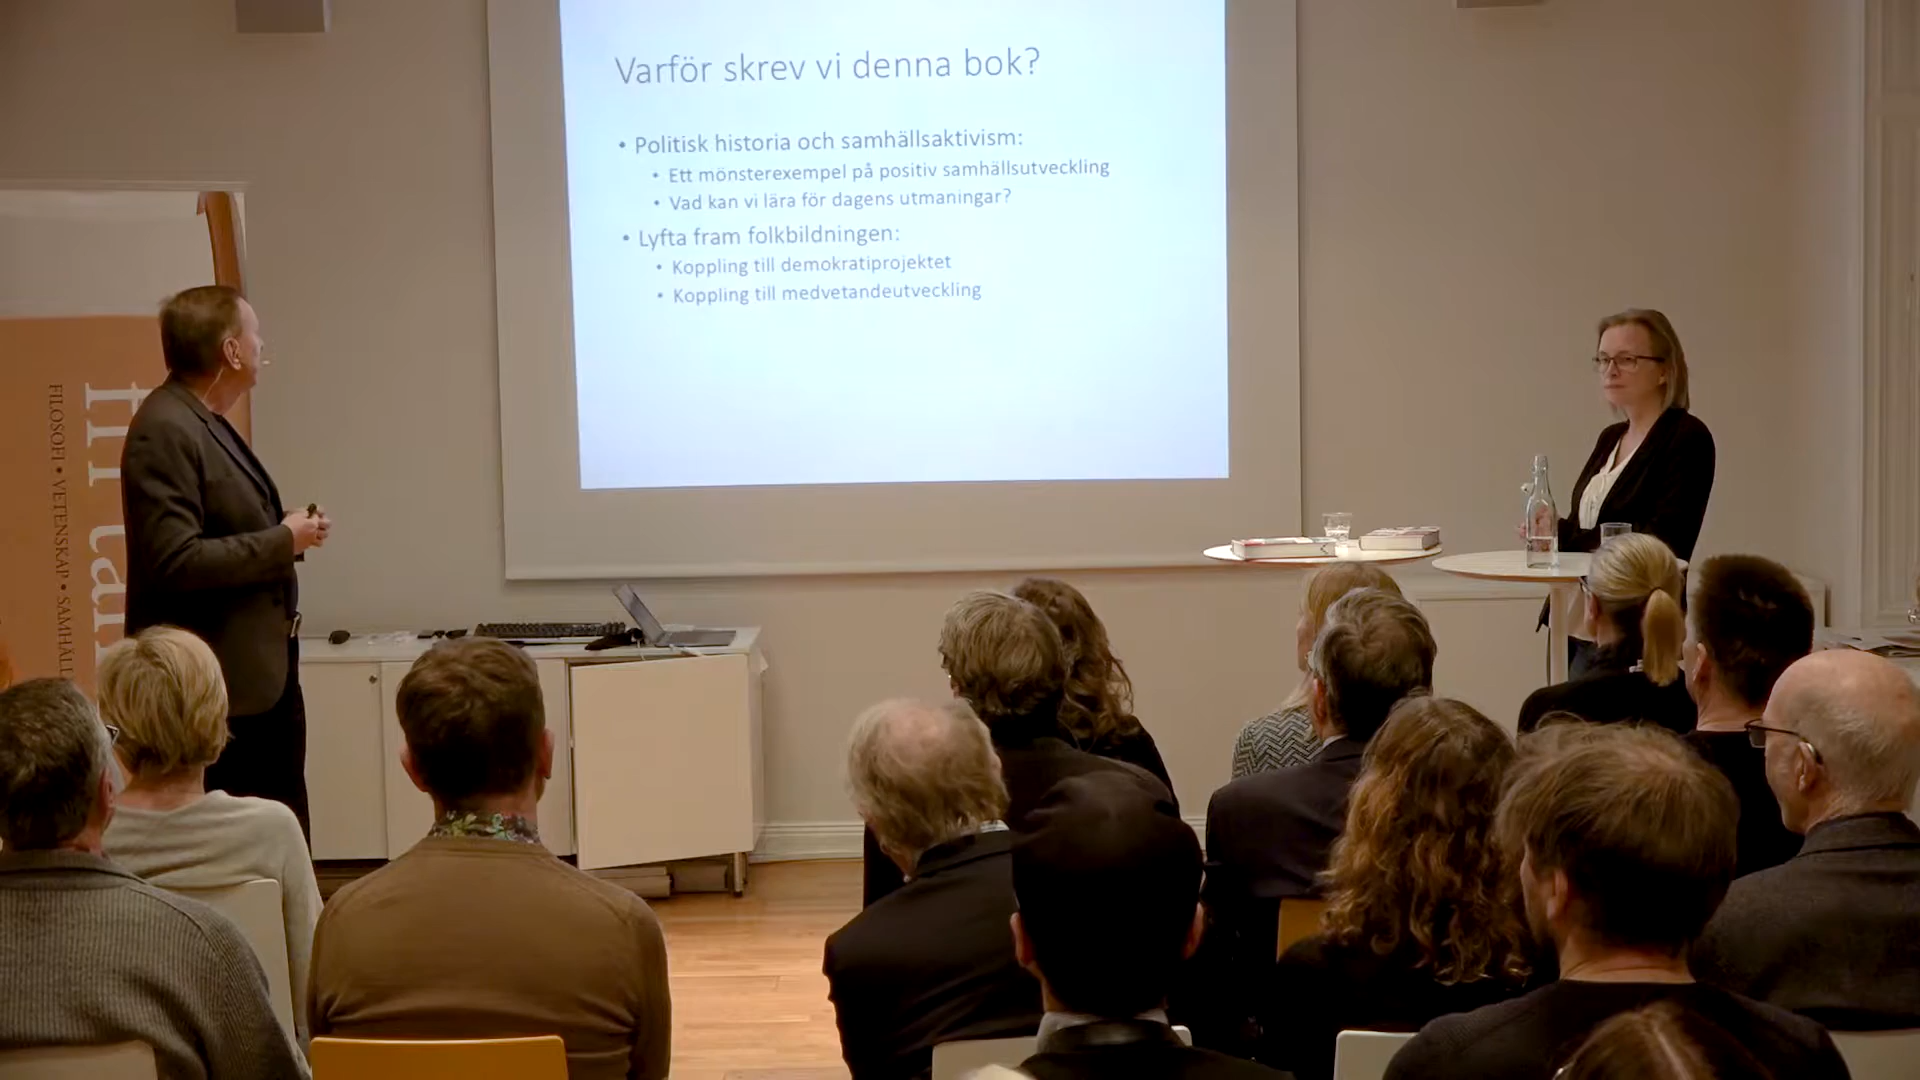 Varför skrev vi denna bok?
• Politisk historia och samhällsaktivism:
• Ett mönsterexempel på positiv samhällsutveckling
• Vad kan vi lära för dagens utmaningar?
• Lyfta fram folkbildningen:
• Koppling till demokratiprojektet
• Koppling till medvetandeutveckling
FILOSOFI • VETENSKAP •